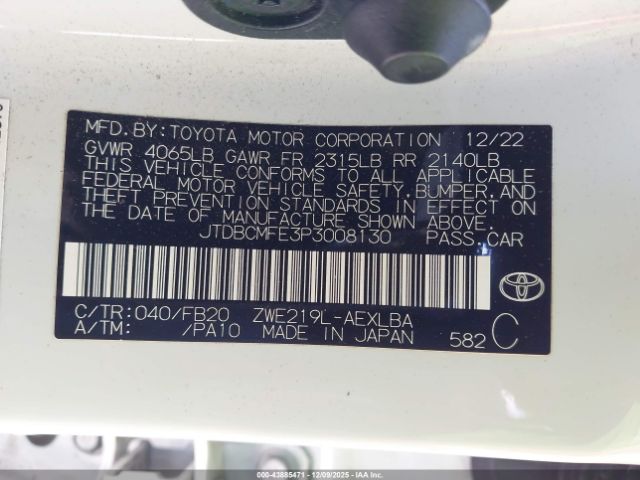 MFD. BY: TOYOTA MOTOR CORPORATION 12/22
GVWR 4065LB GAWR FR 2315LB RR 2140LB
THIS VEHICLE CONFORMS TO ALL APPLICABLE
FEDERAL MOTOR VEHICLE SAFETY, BUMPER, AND
THEFT PREVENTION STANDARDS IN EFFECT ON
THE DATE OF MANUFACTURE SHOWN ABOVE.
JTDBCMFE3P3008130 PASS. CAR
C/TR: 040/FB20 ZWE219L-AEXLBA
A/TM: /PA10 MADE IN JAPAN 582 C
IAA 000-43885471 | 12/09/2025 | IAAI.COM